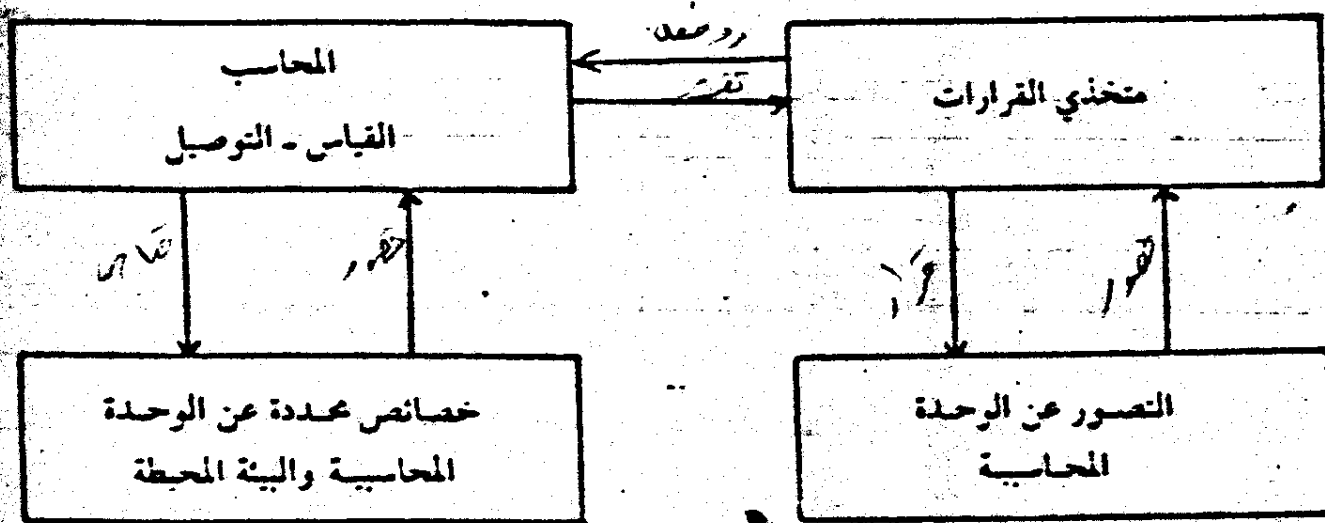 المحاسب
القياس - التوصيل
متخذي القرارات
خصائص محددة عن الوحدة
المحاسبية والبيئة المحيطة
التصور عن الوحدة
المحاسبية